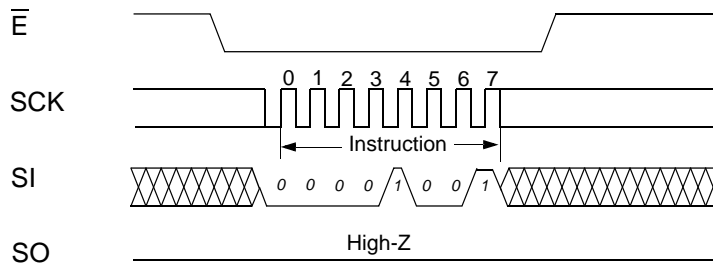 E̅
SCK
0 1 2 3 4 5 6 7
Instruction
SI
0 0 0 0 1 0 0 1
High-Z
SO